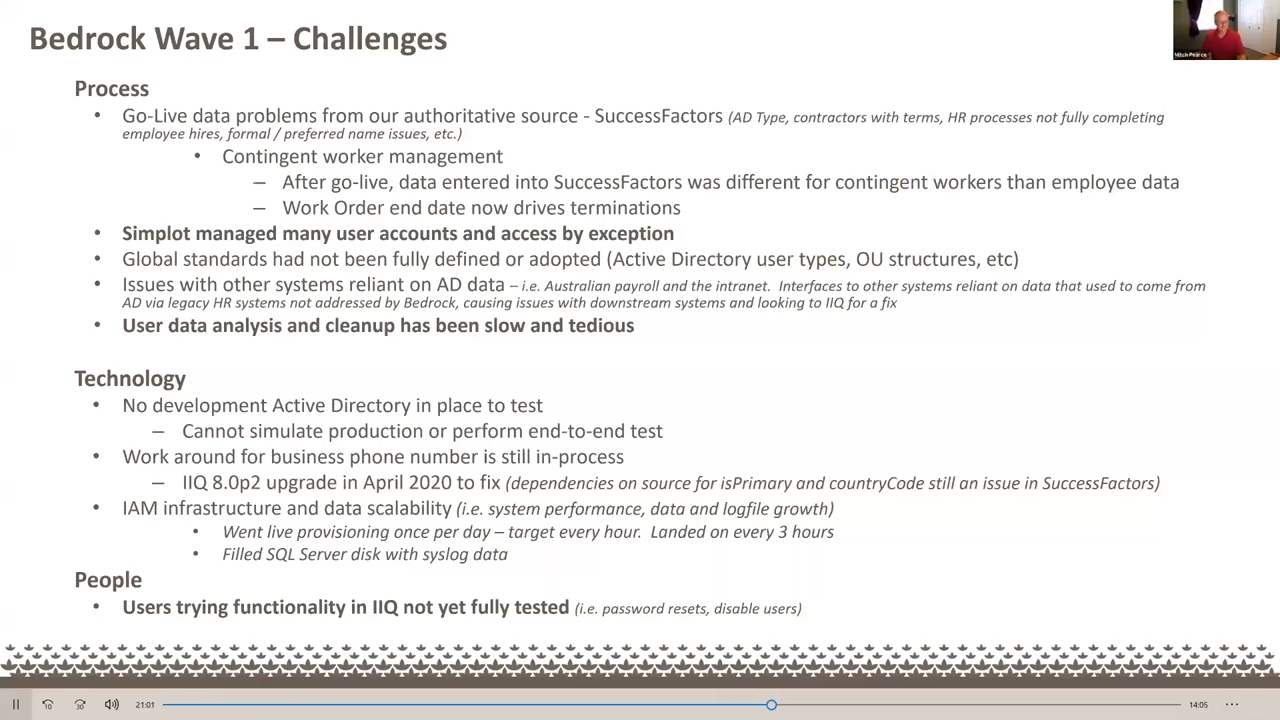 Bedrock Wave 1 – Challenges
Mitch Pearce
Process
• Go-Live data problems from our authoritative source - SuccessFactors (AD Type, contractors with terms, HR processes not fully completing
employee hires, formal / preferred name issues, etc.)
• Contingent worker management
– After go-live, data entered into SuccessFactors was different for contingent workers than employee data
– Work Order end date now drives terminations
• Simplot managed many user accounts and access by exception
• Global standards had not been fully defined or adopted (Active Directory user types, OU structures, etc)
• Issues with other systems reliant on AD data – i.e. Australian payroll and the intranet. Interfaces to other systems reliant on data that used to come from
AD via legacy HR systems not addressed by Bedrock, causing issues with downstream systems and looking to IIQ for a fix
• User data analysis and cleanup has been slow and tedious
Technology
• No development Active Directory in place to test
– Cannot simulate production or perform end-to-end test
• Work around for business phone number is still in-process
– IIQ 8.0p2 upgrade in April 2020 to fix (dependencies on source for isPrimary and countryCode still an issue in SuccessFactors)
• IAM infrastructure and data scalability (i.e. system performance, data and logfile growth)
• Went live provisioning once per day – target every hour. Landed on every 3 hours
• Filled SQL Server disk with syslog data
People
• Users trying functionality in IIQ not yet fully tested (i.e. password resets, disable users)
10
30
21:01
14:05